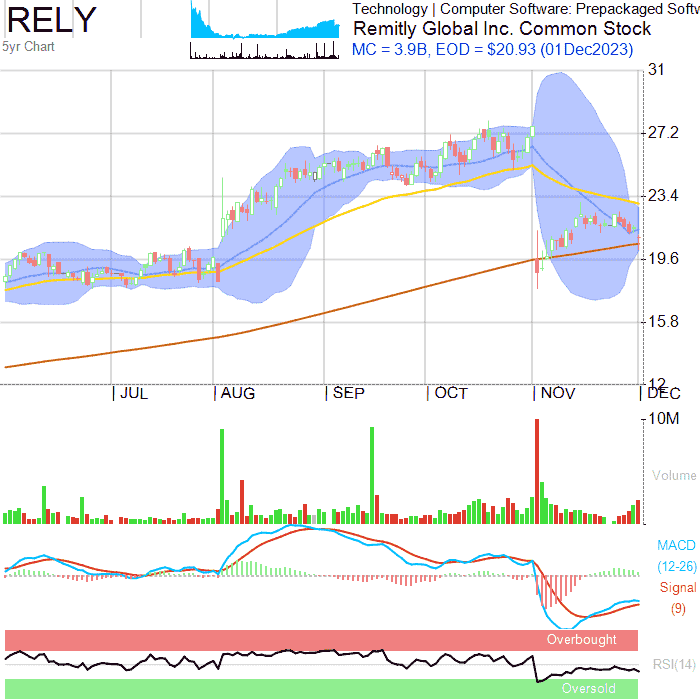 RELY
5yr Chart
Technology | Computer Software: Prepackaged Softw
Remitly Global Inc. Common Stock
MC = 3.9B, EOD = $20.93 (01Dec2023)
31
27.2
23.4
19.6
15.8
12
| JUL | AUG | SEP | OCT | NOV | DEC
10M
Volume
MACD
(12-26)
Signal
(9)
Overbought
RSI(14)
Oversold